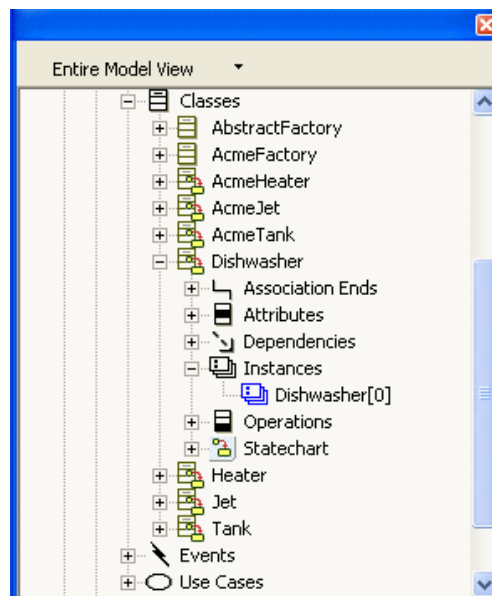 Entire Model View
Classes
AbstractFactory
AcmeFactory
AcmeHeater
AcmeJet
AcmeTank
Dishwasher
Association Ends
Attributes
Dependencies
Instances
Dishwasher[0]
Operations
Statechart
Heater
Jet
Tank
Events
Use Cases